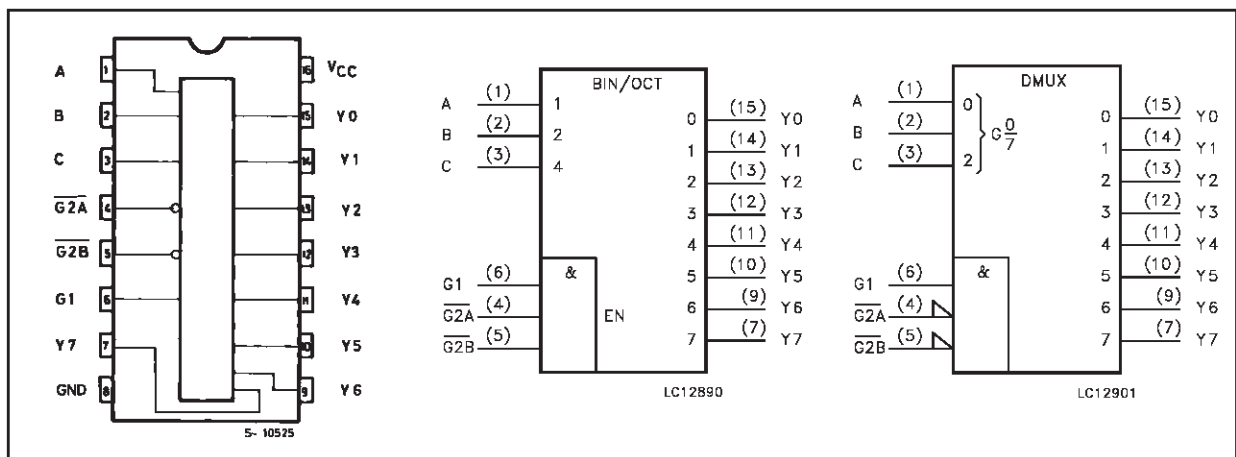 A 1 16 VCC
B 2 15 Y0
C 3 14 Y1
G2A 4 13 Y2
G2B 5 12 Y3
G1 6 11 Y4
Y7 7 10 Y5
GND 8 9 Y6
S- 10525
BIN/OCT
A (1) 1
B (2) 2
C (3) 4
0 (15) Y0
1 (14) Y1
2 (13) Y2
3 (12) Y3
4 (11) Y4
5 (10) Y5
6 (9) Y6
7 (7) Y7
&
G1 (6)
G2A (4) EN
G2B (5)
LC12890
DMUX
A (1) 0
B (2) G 0/7
C (3) 2
0 (15) Y0
1 (14) Y1
2 (13) Y2
3 (12) Y3
4 (11) Y4
5 (10) Y5
6 (9) Y6
7 (7) Y7
&
G1 (6)
G2A (4)
G2B (5)
LC12901